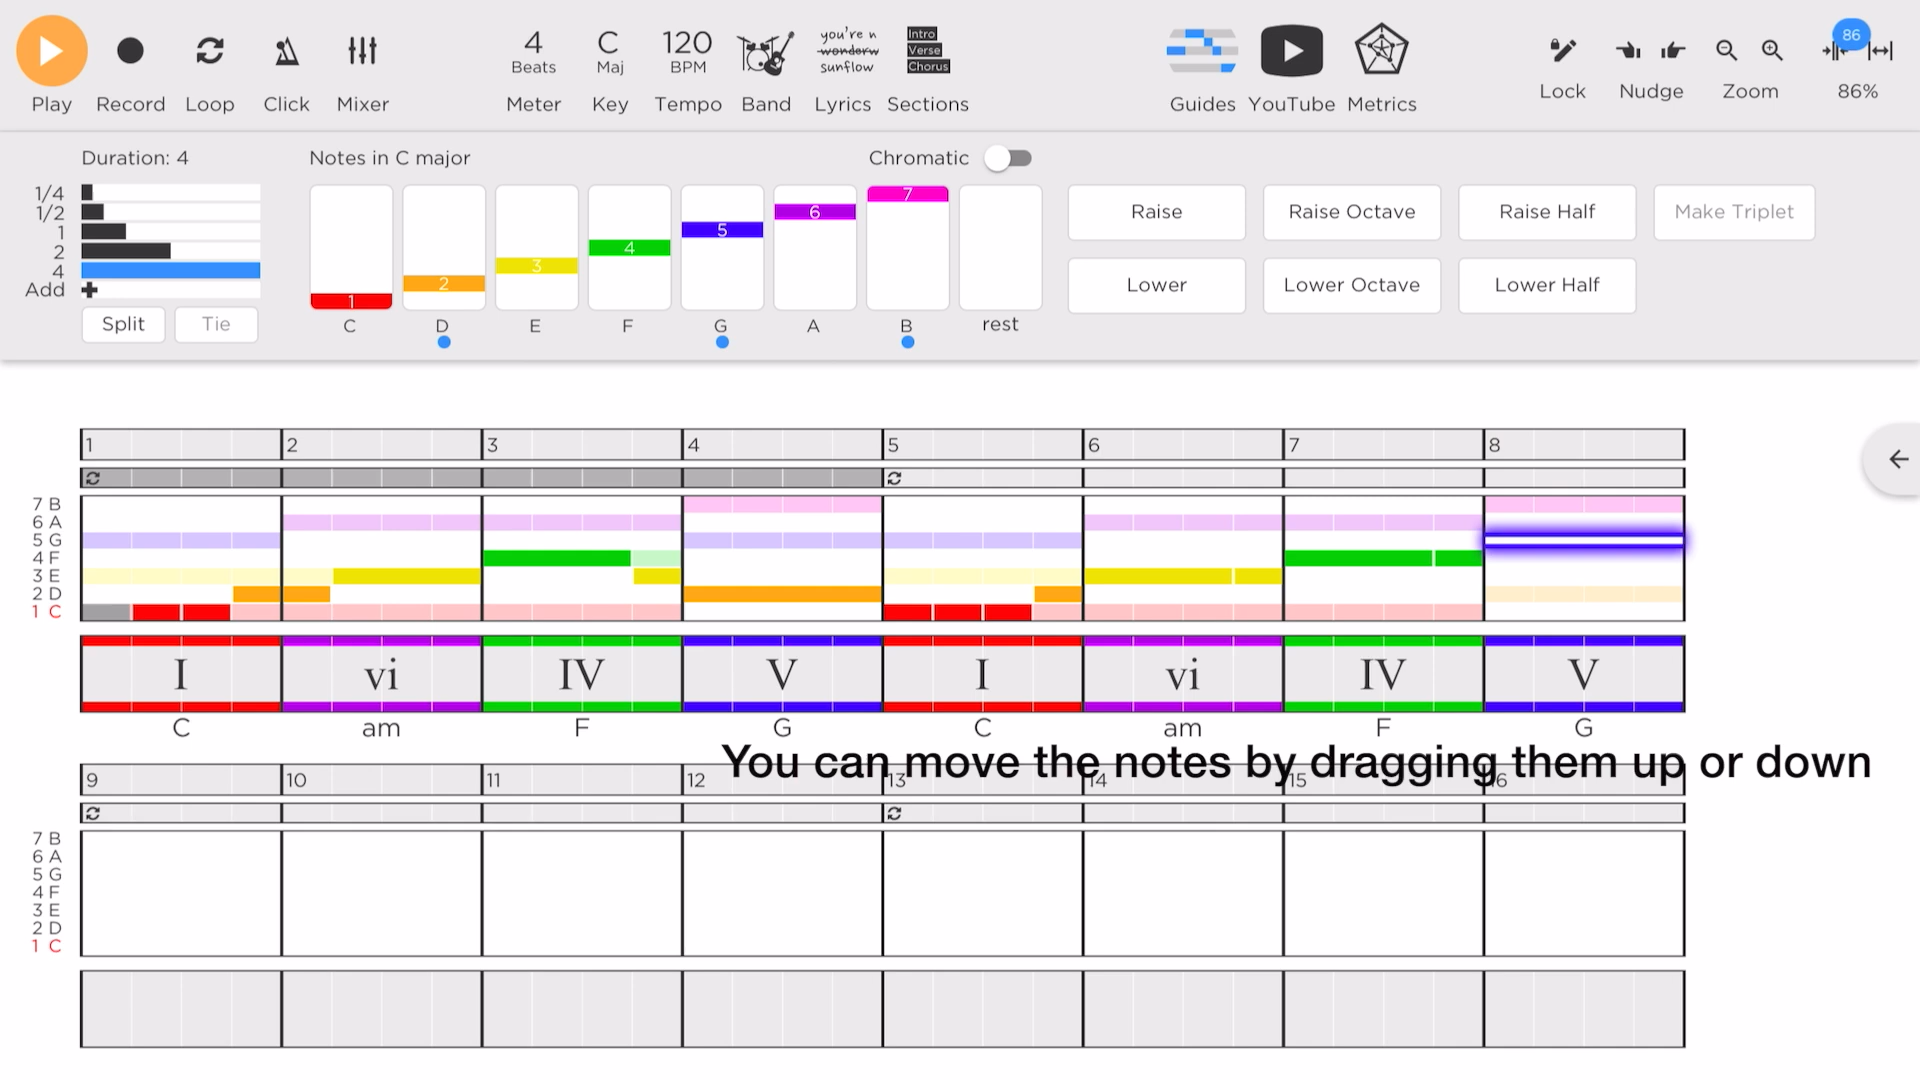 4 C 120 you're n Intro
Beats Maj BPM wonderw Verse
sunflow Chorus
86
Play Record Loop Click Mixer Meter Key Tempo Band Lyrics Sections Guides YouTube Metrics Lock Nudge Zoom 86%
Duration: 4 Notes in C major Chromatic
1/4
1/2
1
2
4
Add
Split Tie
1 2 3 4 5 6 7
C D E F G A B rest
Raise Raise Octave Raise Half Make Triplet
Lower Lower Octave Lower Half
1 2 3 4 5 6 7 8
7 B
6 A
5 G
4 F
3 E
2 D
1 C
I vi IV V I vi IV V
C am F G C am F G
You can move the notes by dragging them up or down
9 10 11 12 13 14 15 16
7 B
6 A
5 G
4 F
3 E
2 D
1 C